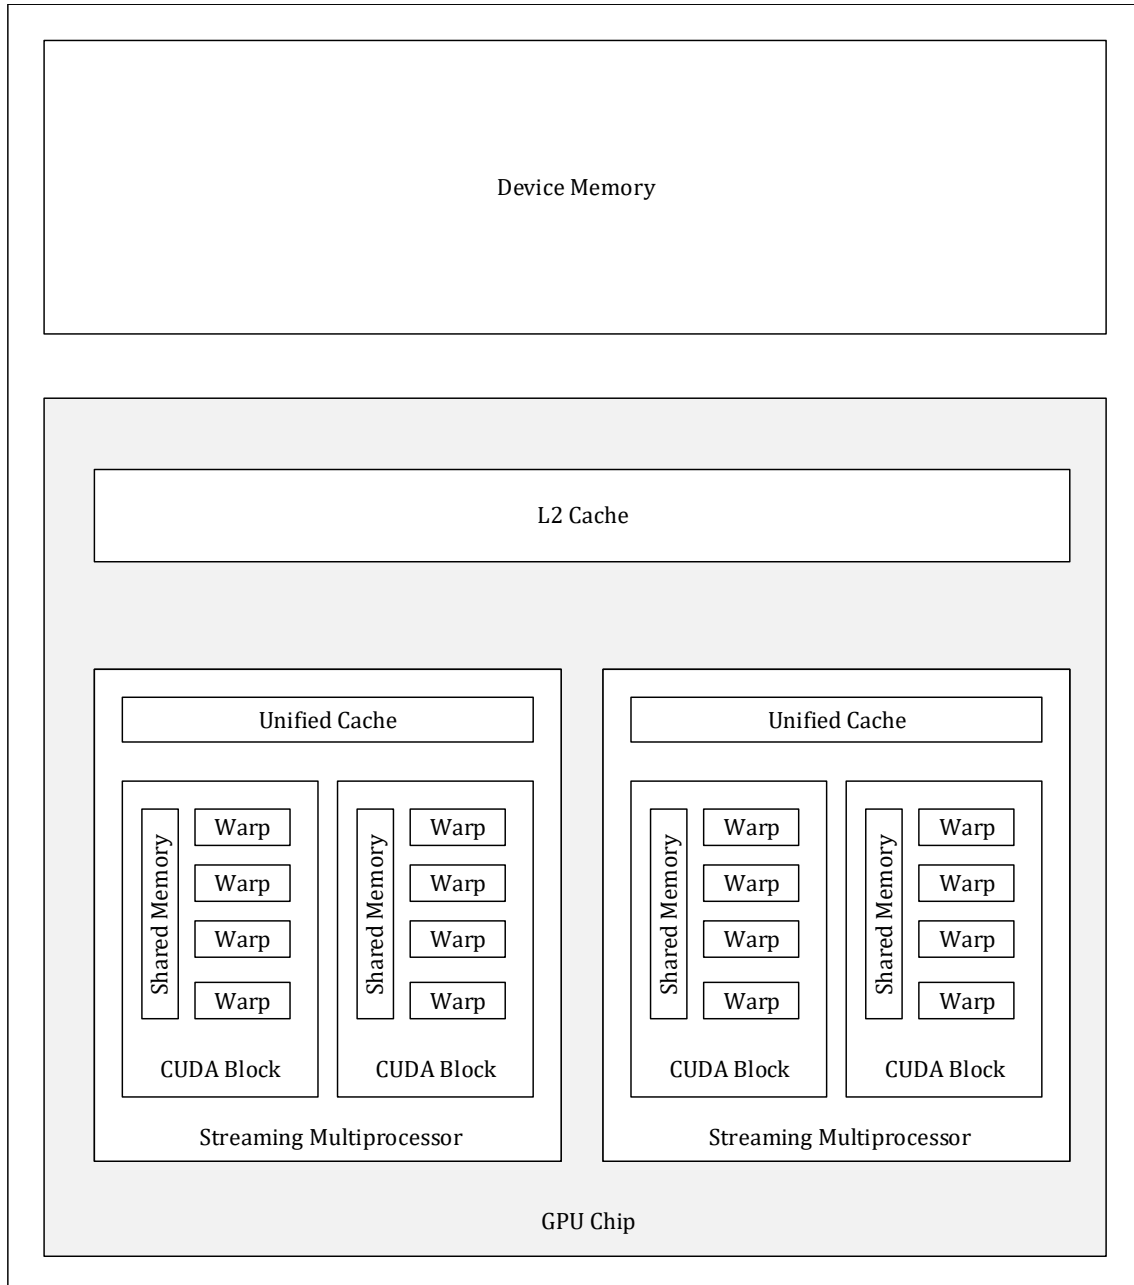 Device Memory
L2 Cache
Unified Cache
Shared Memory
Warp
Warp
Warp
Warp
CUDA Block
Shared Memory
Warp
Warp
Warp
Warp
CUDA Block
Streaming Multiprocessor
Unified Cache
Shared Memory
Warp
Warp
Warp
Warp
CUDA Block
Shared Memory
Warp
Warp
Warp
Warp
CUDA Block
Streaming Multiprocessor
GPU Chip